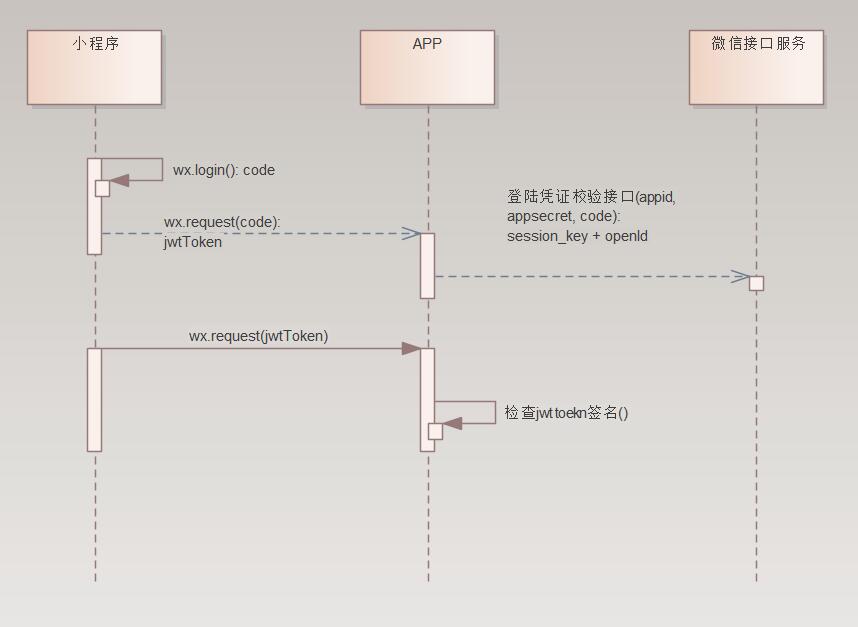 小程序
APP
微信接口服务
wx.login(): code
登陆凭证校验接口(appid,
appsecret, code):
session_key + openId
wx.request(code):
jwtToken
wx.request(jwtToken)
检查jwttoekn签名()